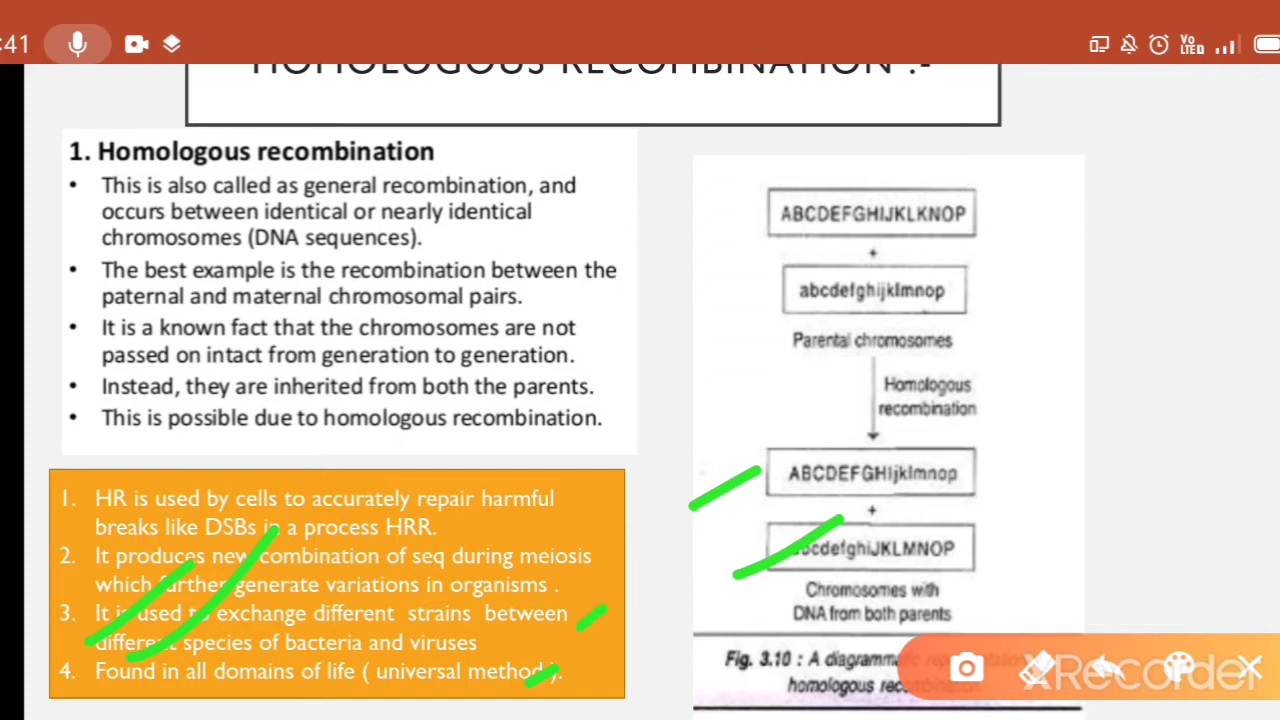 :41
Vo
LTE D
HOMOLOGOUS RECOMBINATION :-
1. Homologous recombination
• This is also called as general recombination, and
occurs between identical or nearly identical
chromosomes (DNA sequences).
• The best example is the recombination between the
paternal and maternal chromosomal pairs.
• It is a known fact that the chromosomes are not
passed on intact from generation to generation.
• Instead, they are inherited from both the parents.
• This is possible due to homologous recombination.
1. HR is used by cells to accurately repair harmful
breaks like DSBs in a process HRR.
2. It produces new combination of seq during meiosis
which further generate variations in organisms .
3. It is used to exchange different strains between
different species of bacteria and viruses
4. Found in all domains of life ( universal method ).
ABCDEFGHIJKLKNOP
+
abcdefghijklmnop
Parental chromosomes
Homologous
recombination
ABCDEFGHIjklmnop
+
abcdefghiJKLMNOP
Chromosomes with
DNA from both parents
Fig. 3.10 : A diagrammatic representation
homologous recombination
XRecorder